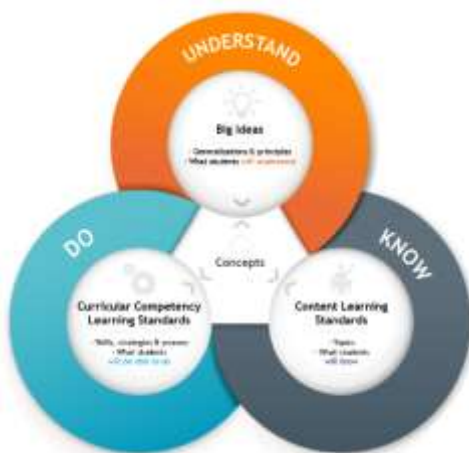 UNDERSTAND
Big Ideas
- Generalizations & principles
- What students will understand
DO
Concepts
KNOW
Curricular Competency
Learning Standards
- Skills, strategies & processes
- What students
will be able to do
Content Learning
Standards
- Topics
- What students
will know